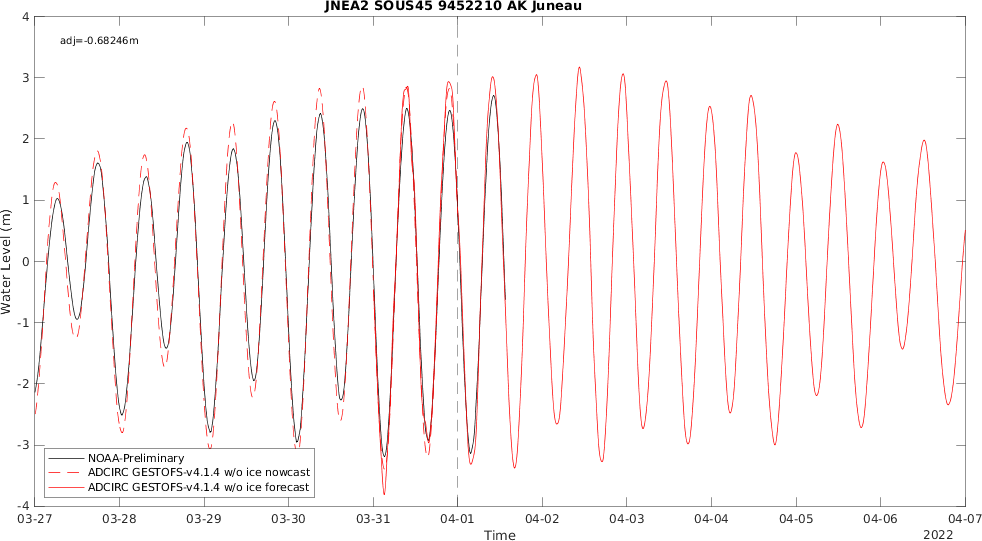 JNEA2 SOUS45 9452210 AK Juneau
adj=-0.68246m
Water Level (m)
4
3
2
1
0
-1
-2
-3
-4
NOAA-Preliminary
ADCIRC GESTOFS-v4.1.4 w/o ice nowcast
ADCIRC GESTOFS-v4.1.4 w/o ice forecast
03-27 03-28 03-29 03-30 03-31 04-01 04-02 04-03 04-04 04-05 04-06 04-07
Time
2022